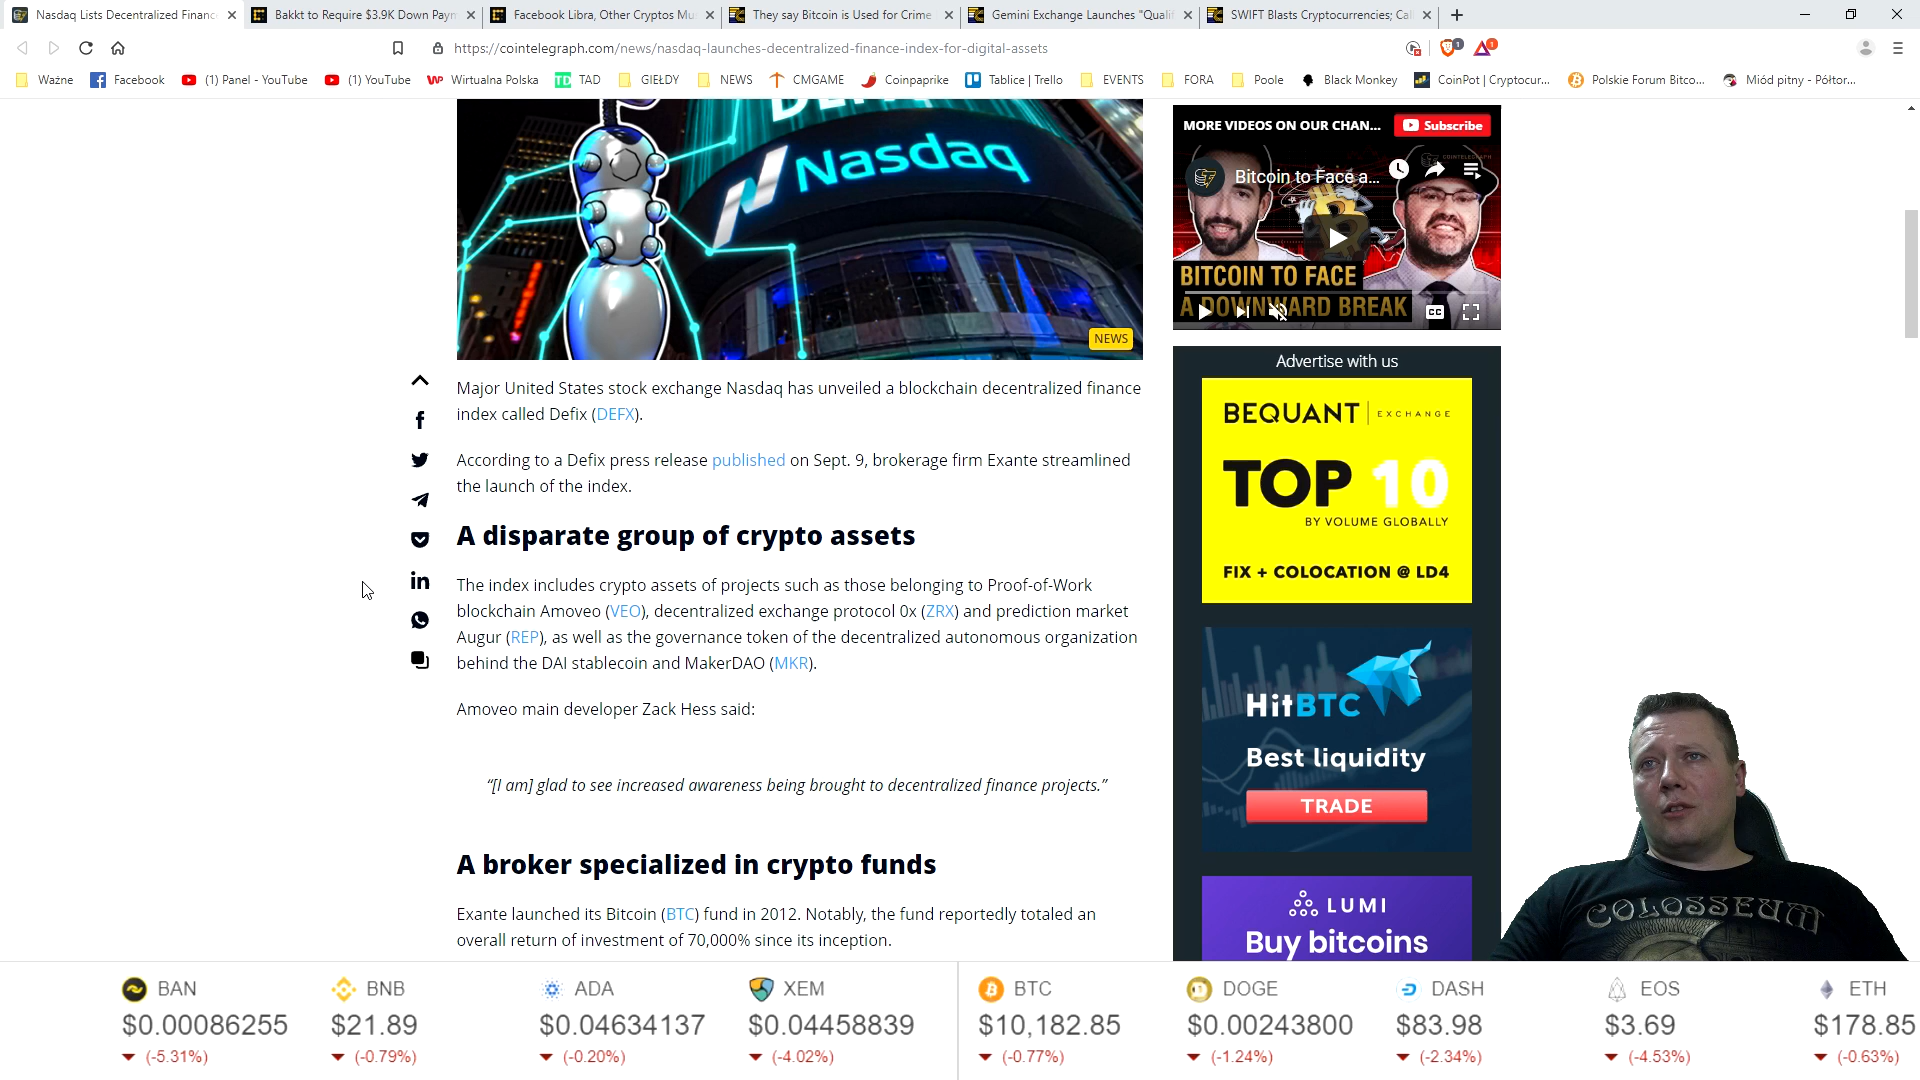 Nasdaq Lists Decentralized Financ
Bakkt to Require $3.9K Down Paym
Facebook Libra, Other Cryptos Mu
They say Bitcoin is Used for Crime
Gemini Exchange Launches "Quali
SWIFT Blasts Cryptocurrencies; Cal
https://cointelegraph.com/news/nasdaq-launches-decentralized-finance-index-for-digital-assets
Ważne
Facebook
(1) Panel - YouTube
(1) YouTube
Wirtualna Polska
TAD
GIEŁDY
NEWS
CMGAME
Coinpaprike
Tablice | Trello
EVENTS
FORA
Poole
Black Monkey
CoinPot | Cryptocur...
Polskie Forum Bitco...
Miód pitny - Półtor...
Nasdaq
NEWS
Major United States stock exchange Nasdaq has unveiled a blockchain decentralized finance
index called Defix (DEFX).
According to a Defix press release published on Sept. 9, brokerage firm Exante streamlined
the launch of the index.
A disparate group of crypto assets
The index includes crypto assets of projects such as those belonging to Proof-of-Work
blockchain Amoveo (VEO), decentralized exchange protocol 0x (ZRX) and prediction market
Augur (REP), as well as the governance token of the decentralized autonomous organization
behind the DAI stablecoin and MakerDAO (MKR).
Amoveo main developer Zack Hess said:
“[I am] glad to see increased awareness being brought to decentralized finance projects.”
A broker specialized in crypto funds
Exante launched its Bitcoin (BTC) fund in 2012. Notably, the fund reportedly totaled an
overall return of investment of 70,000% since its inception.
MORE VIDEOS ON OUR CHAN...
Subscribe
Bitcoin to Face a...
BITCOIN TO FACE
A DOWNWARD BREAK
CC
Advertise with us
BEQUANT | EXCHANGE
TOP 10
BY VOLUME GLOBALLY
FIX + COLOCATION @ LD4
HitBTC
Best liquidity
TRADE
LUMI
Buy bitcoins
COLOSSEUM
BAN
$0.00086255
(-5.31%)
BNB
$21.89
(-0.79%)
ADA
$0.04634137
(-0.20%)
XEM
$0.04458839
(-4.02%)
BTC
$10,182.85
(-0.77%)
DOGE
$0.00243800
(-1.24%)
DASH
$83.98
(-2.34%)
EOS
$3.69
(-4.53%)
ETH
$178.85
(-0.63%)